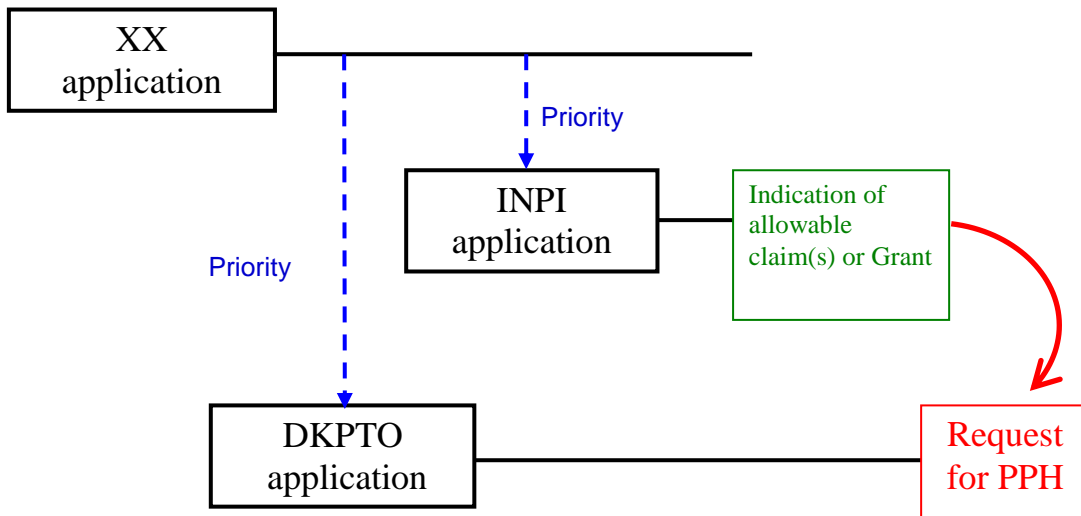 XX
application
Priority
INPI
application
Indication of
allowable
claim(s) or Grant
Priority
DKPTO
application
Request
for PPH